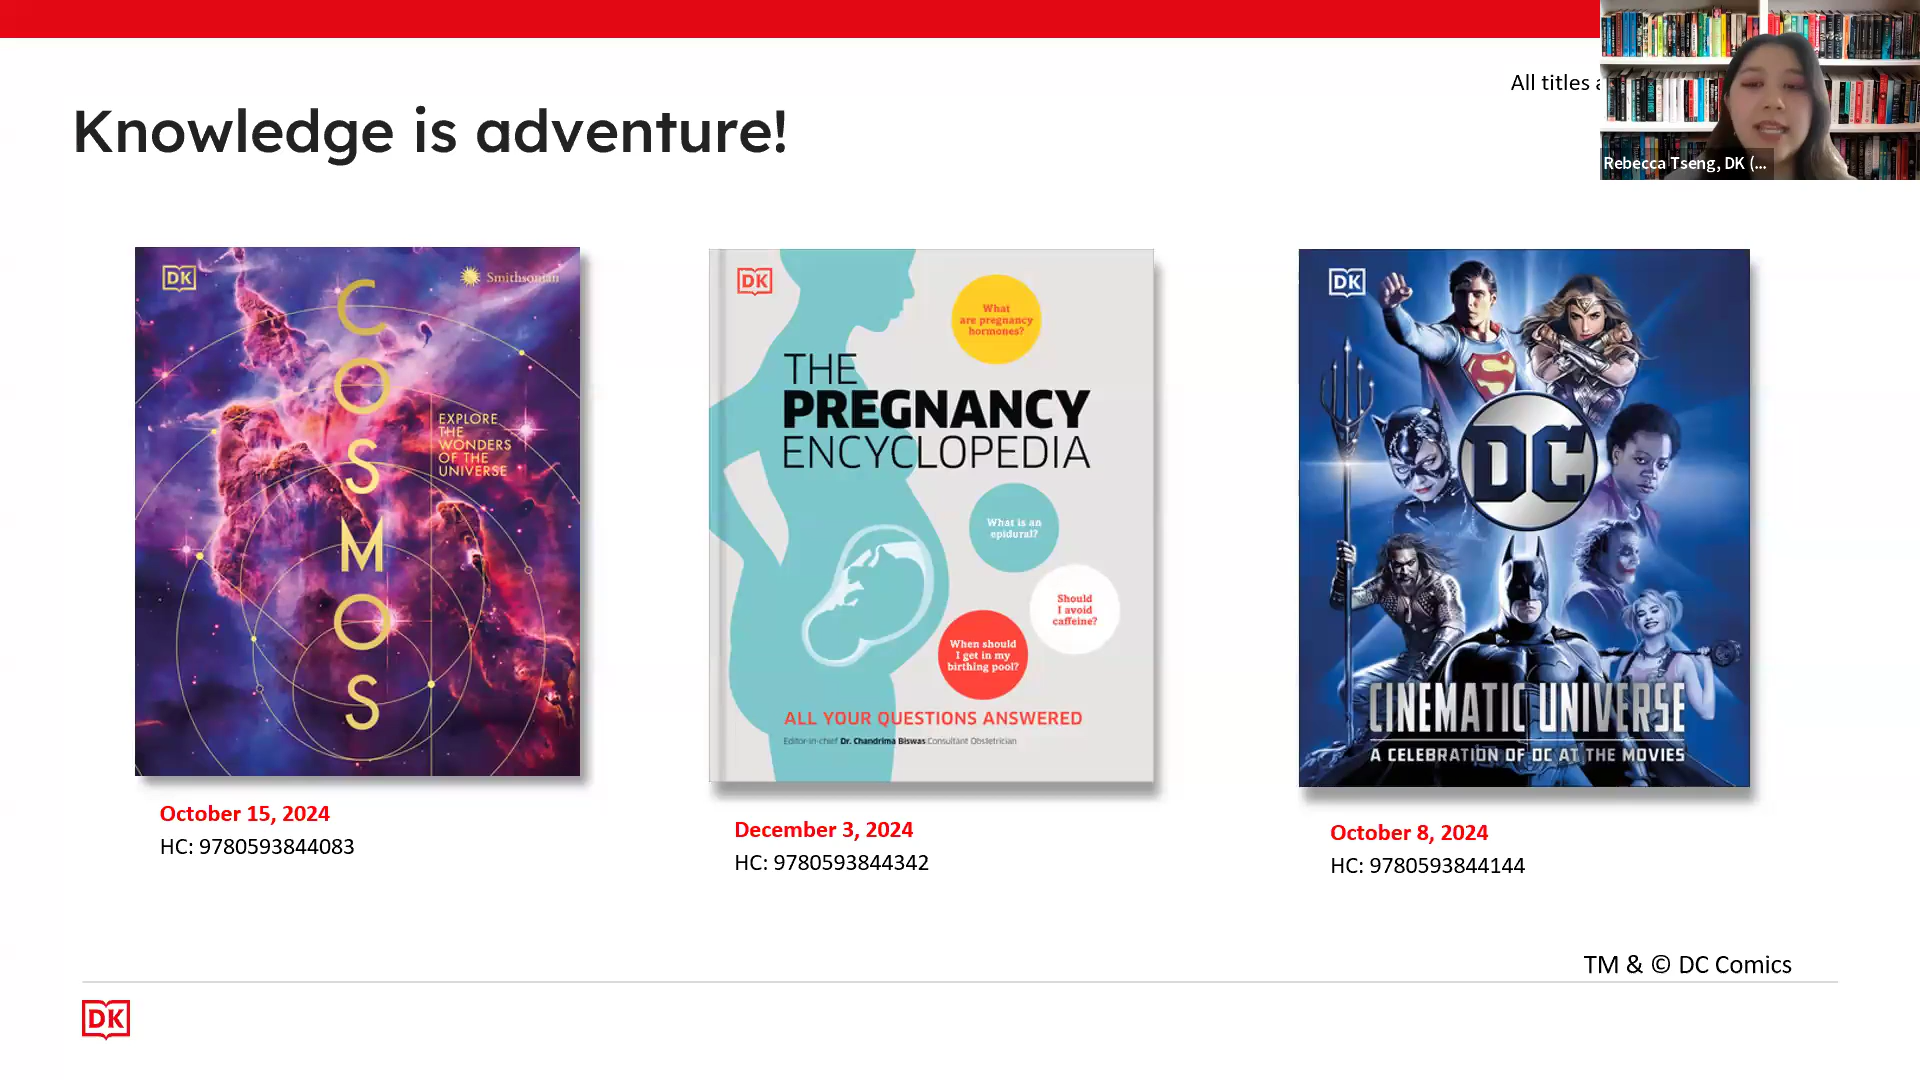 All titles
Rebecca Tseng, DK (...
Knowledge is adventure!
DK
Smithsonian
COSMOS
EXPLORE
THE
WONDERS
OF THE
UNIVERSE
October 15, 2024
HC: 9780593844083
DK
What
are pregnancy
hormones?
THE
PREGNANCY
ENCYCLOPEDIA
What is an
epidural?
Should
I avoid
caffeine?
When should
I get in my
birthing pool?
ALL YOUR QUESTIONS ANSWERED
Editor-in-chief Dr. Chandrima Biswas Consultant Obstetrician
December 3, 2024
HC: 9780593844342
DK
DC
CINEMATIC UNIVERSE
A CELEBRATION OF DC AT THE MOVIES
October 8, 2024
HC: 9780593844144
TM & © DC Comics
DK